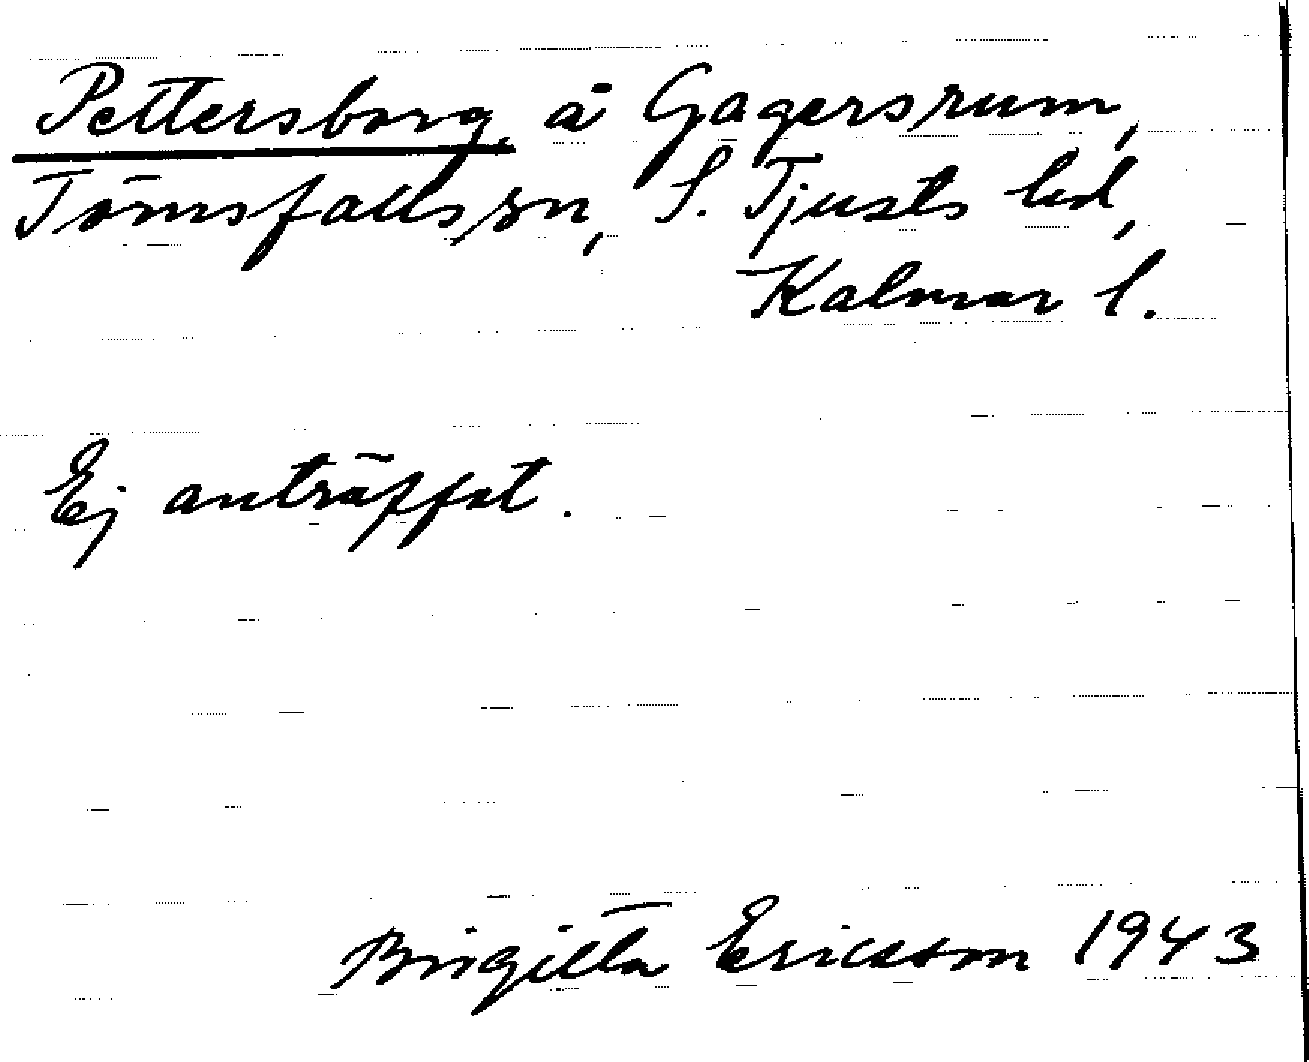 Pettersborg, å Gagersrum,
Törnsfalls sn, S. Tjusts hd,
Kalmar l.
Ej anträffat.
Birgitta Ericsson 1943